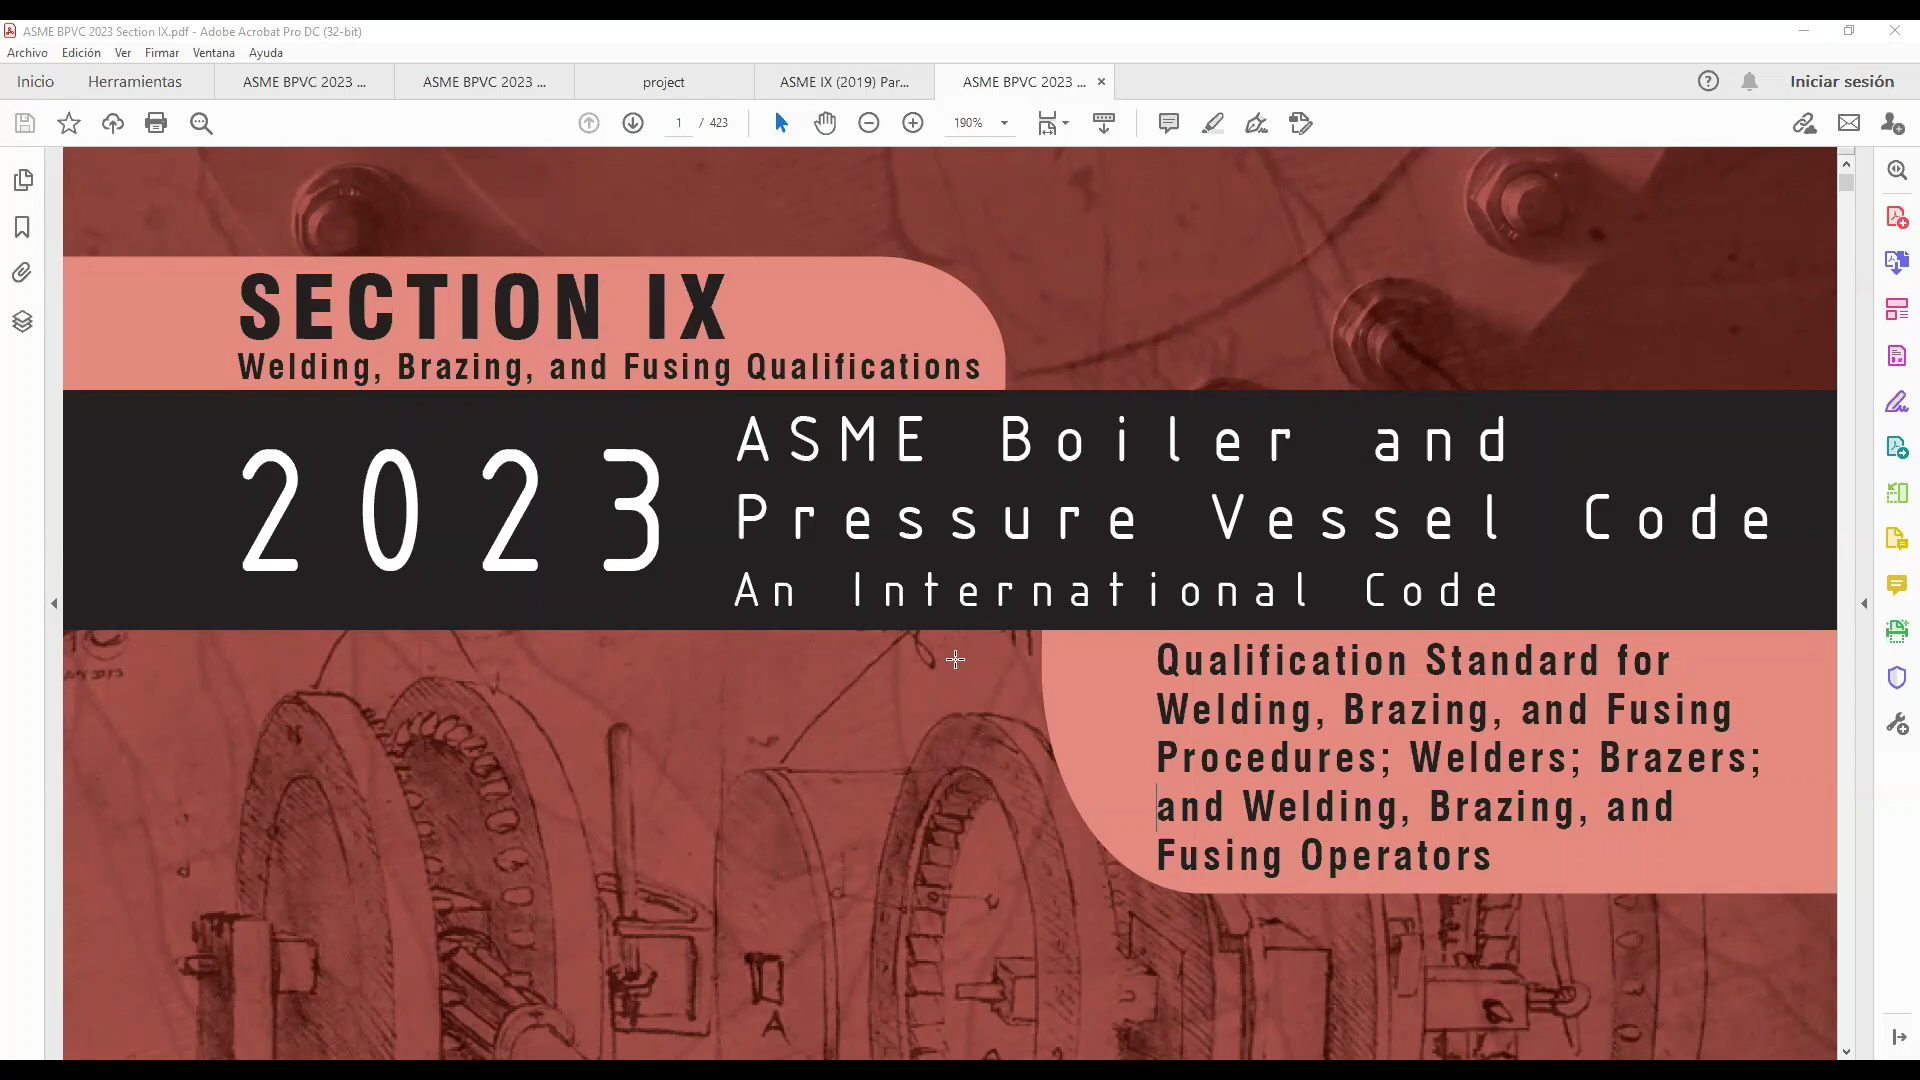 ASME BPVC 2023 Section IX.pdf - Adobe Acrobat Pro DC (32-bit)
Archivo Edición Ver Firmar Ventana Ayuda
Inicio Herramientas ASME BPVC 2023 ... ASME BPVC 2023 ... project ASME IX (2019) Par... ASME BPVC 2023 ... × Iniciar sesión
1 / 423 190%
SECTION IX
Welding, Brazing, and Fusing Qualifications
2023
ASME Boiler and
Pressure Vessel Code
An International Code
Qualification Standard for
Welding, Brazing, and Fusing
Procedures; Welders; Brazers;
and Welding, Brazing, and
Fusing Operators
A